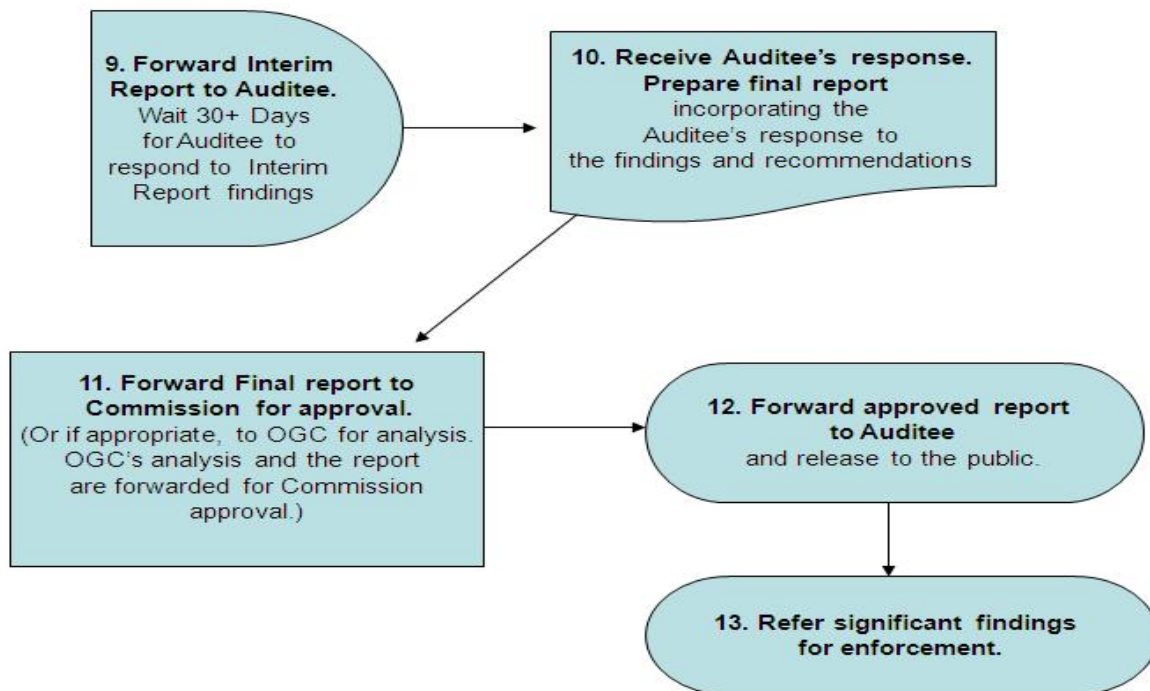 9. Forward Interim
Report to Auditee.
Wait 30+ Days
for Auditee to
respond to Interim
Report findings
10. Receive Auditee's response.
Prepare final report
incorporating the
Auditee's response to
the findings and recommendations
11. Forward Final report to
Commission for approval.
(Or if appropriate, to OGC for analysis.
OGC's analysis and the report
are forwarded for Commission
approval.)
12. Forward approved report
to Auditee
and release to the public.
13. Refer significant findings
for enforcement.